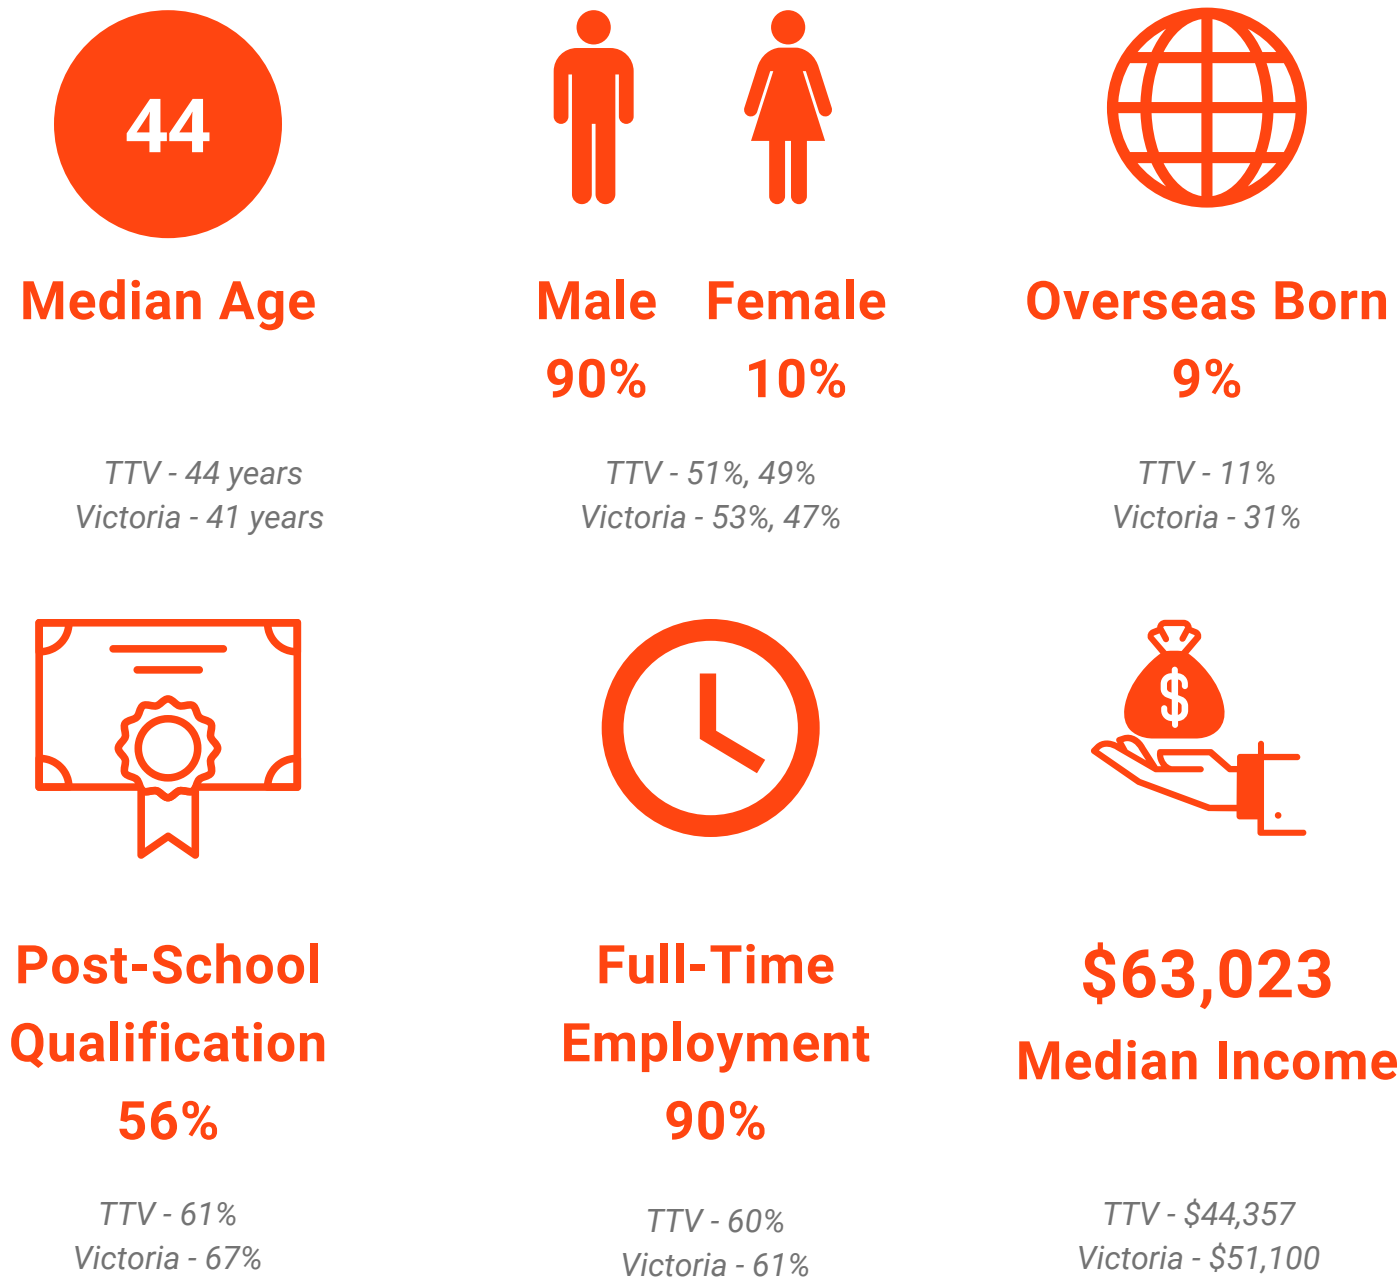 44
Median Age
TTV - 44 years
Victoria - 41 years
Male Female
90% 10%
TTV - 51%, 49%
Victoria - 53%, 47%
Overseas Born
9%
TTV - 11%
Victoria - 31%
Post-School
Qualification
56%
TTV - 61%
Victoria - 67%
Full-Time
Employment
90%
TTV - 60%
Victoria - 61%
$
$63,023
Median Income
TTV - $44,357
Victoria - $51,100